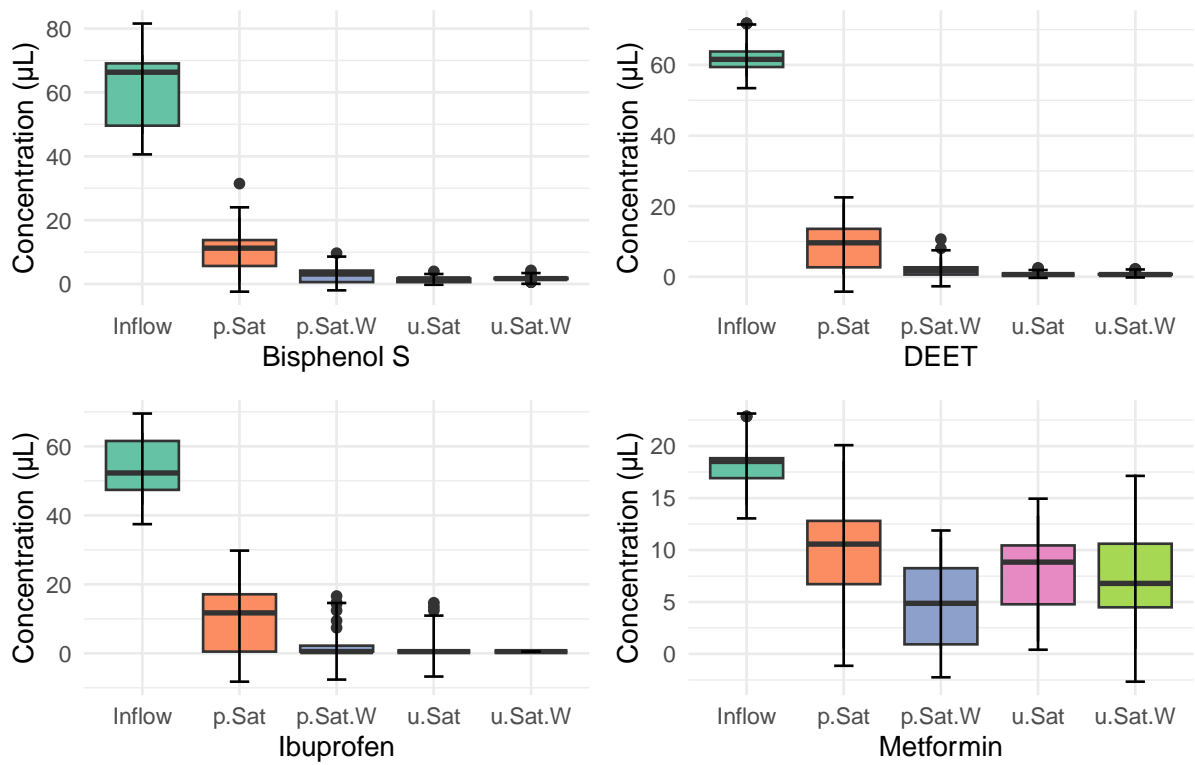 Concentration (µL)
80
60
40
20
0
Inflow p.Sat p.Sat.W u.Sat u.Sat.W
Bisphenol S
Concentration (µL)
60
40
20
0
Inflow p.Sat p.Sat.W u.Sat u.Sat.W
DEET
Concentration (µL)
60
40
20
0
Inflow p.Sat p.Sat.W u.Sat u.Sat.W
Ibuprofen
Concentration (µL)
20
15
10
5
0
Inflow p.Sat p.Sat.W u.Sat u.Sat.W
Metformin